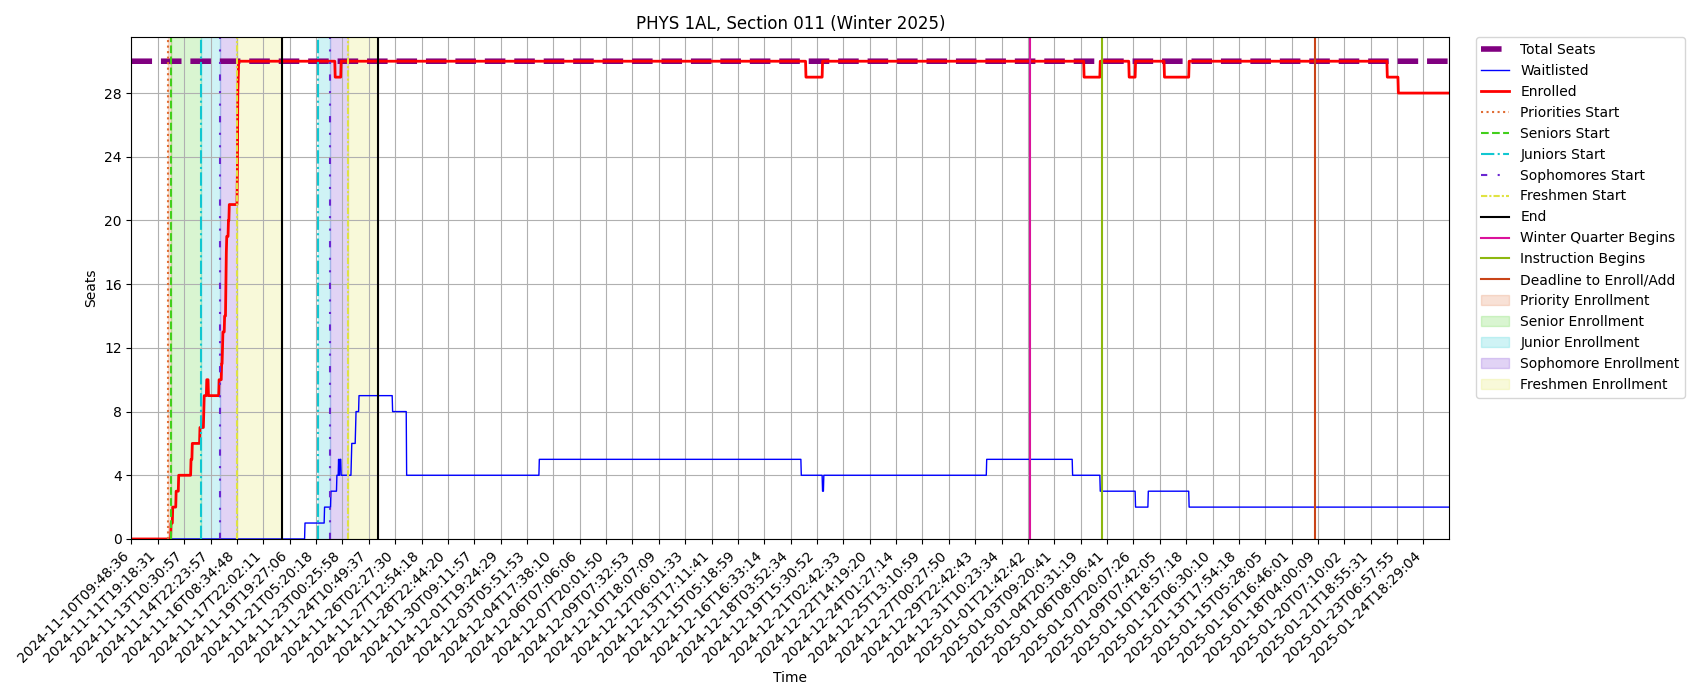 PHYS 1AL, Section 011 (Winter 2025)
Seats
28
24
20
16
12
8
4
0
2024-11-10T09:48:36
2024-11-11T19:18:31
2024-11-13T10:30:57
2024-11-14T22:23:57
2024-11-16T08:34:48
2024-11-17T22:02:11
2024-11-19T19:27:06
2024-11-21T05:20:18
2024-11-23T00:25:58
2024-11-24T10:49:37
2024-11-26T02:27:30
2024-11-27T12:54:18
2024-11-28T22:44:20
2024-11-30T09:11:57
2024-12-01T19:24:29
2024-12-03T05:51:53
2024-12-04T17:38:10
2024-12-06T07:06:06
2024-12-07T20:01:50
2024-12-09T07:32:53
2024-12-10T18:07:09
2024-12-12T06:01:33
2024-12-13T17:11:41
2024-12-15T05:18:59
2024-12-16T16:33:14
2024-12-18T03:52:34
2024-12-19T15:30:52
2024-12-21T02:42:33
2024-12-22T14:19:20
2024-12-24T01:27:14
2024-12-25T13:10:59
2024-12-27T00:27:50
2024-12-29T22:42:43
2024-12-31T10:23:34
2025-01-01T21:42:42
2025-01-03T09:20:41
2025-01-04T20:31:19
2025-01-06T08:06:41
2025-01-07T20:07:26
2025-01-09T07:42:05
2025-01-10T18:57:18
2025-01-12T06:30:10
2025-01-13T17:54:18
2025-01-15T05:28:05
2025-01-16T16:46:01
2025-01-18T04:00:09
2025-01-20T07:10:02
2025-01-21T18:55:31
2025-01-23T06:57:55
2025-01-24T18:29:04
Time
Total Seats
Waitlisted
Enrolled
Priorities Start
Seniors Start
Juniors Start
Sophomores Start
Freshmen Start
End
Winter Quarter Begins
Instruction Begins
Deadline to Enroll/Add
Priority Enrollment
Senior Enrollment
Junior Enrollment
Sophomore Enrollment
Freshmen Enrollment